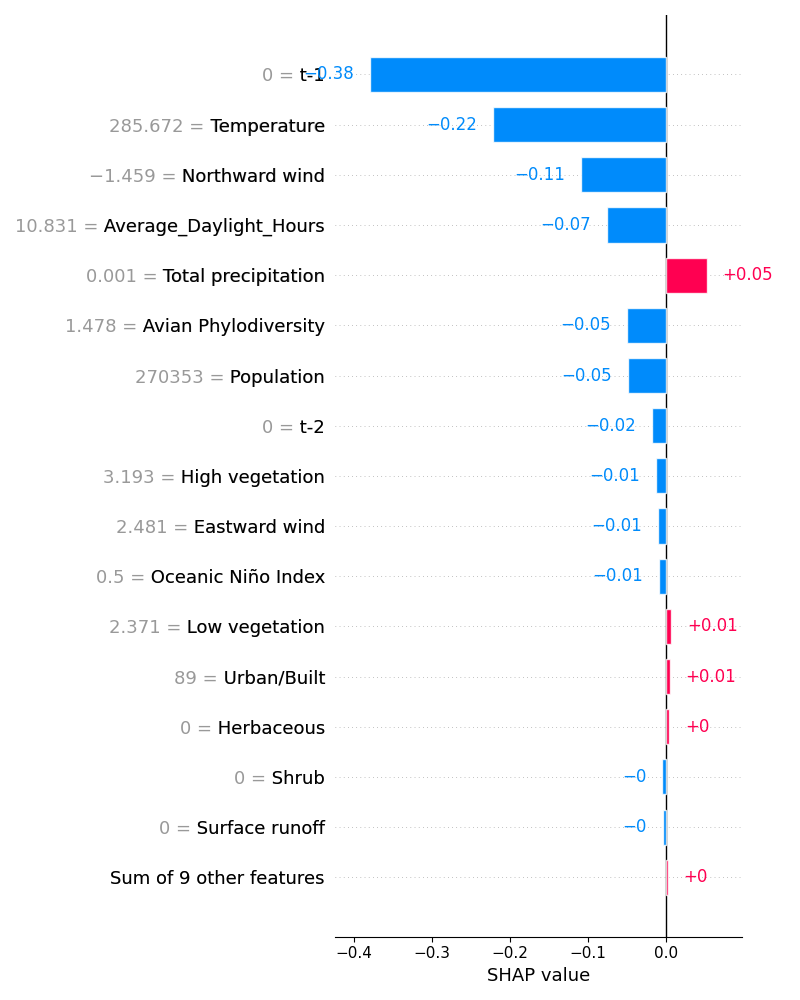 0 = t-1 −0.38
285.672 = Temperature −0.22
−1.459 = Northward wind −0.11
10.831 = Average_Daylight_Hours −0.07
0.001 = Total precipitation +0.05
1.478 = Avian Phylodiversity −0.05
270353 = Population −0.05
0 = t-2 −0.02
3.193 = High vegetation −0.01
2.481 = Eastward wind −0.01
0.5 = Oceanic Niño Index −0.01
2.371 = Low vegetation +0.01
89 = Urban/Built +0.01
0 = Herbaceous +0
0 = Shrub −0
0 = Surface runoff −0
Sum of 9 other features +0
−0.4 −0.3 −0.2 −0.1 0.0
SHAP value